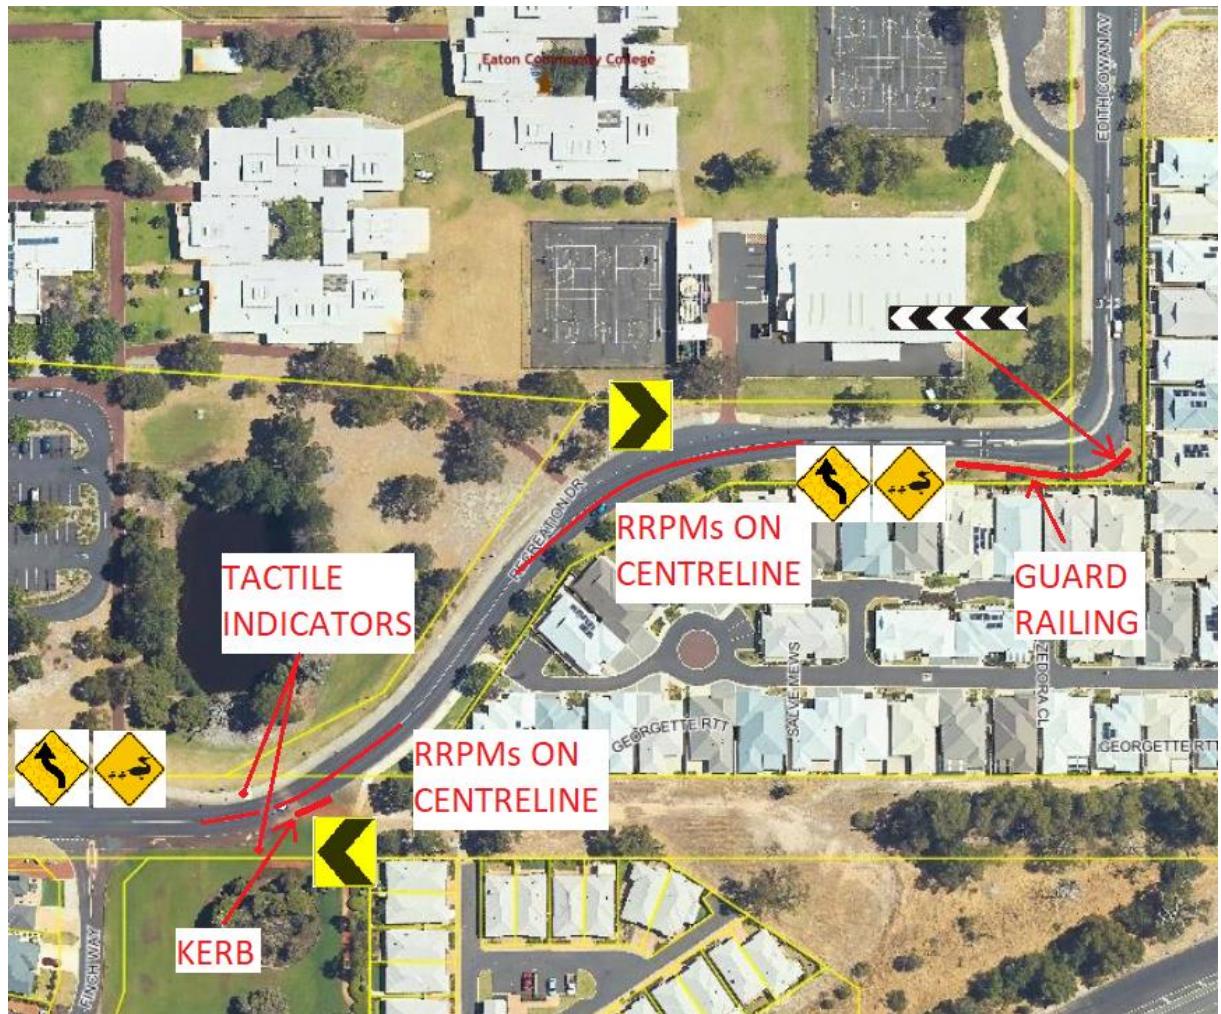 Eaton Community College
EDITH COWAN AV
RECREATION DR
RRPMs ON
CENTRELINE
GUARD
RAILING
TACTILE
INDICATORS
SALVE MEWS
ZEDORA CL
GEORGETTE RTT
GEORGETTE RTT
RRPMs ON
CENTRELINE
KERB
FINCH WAY